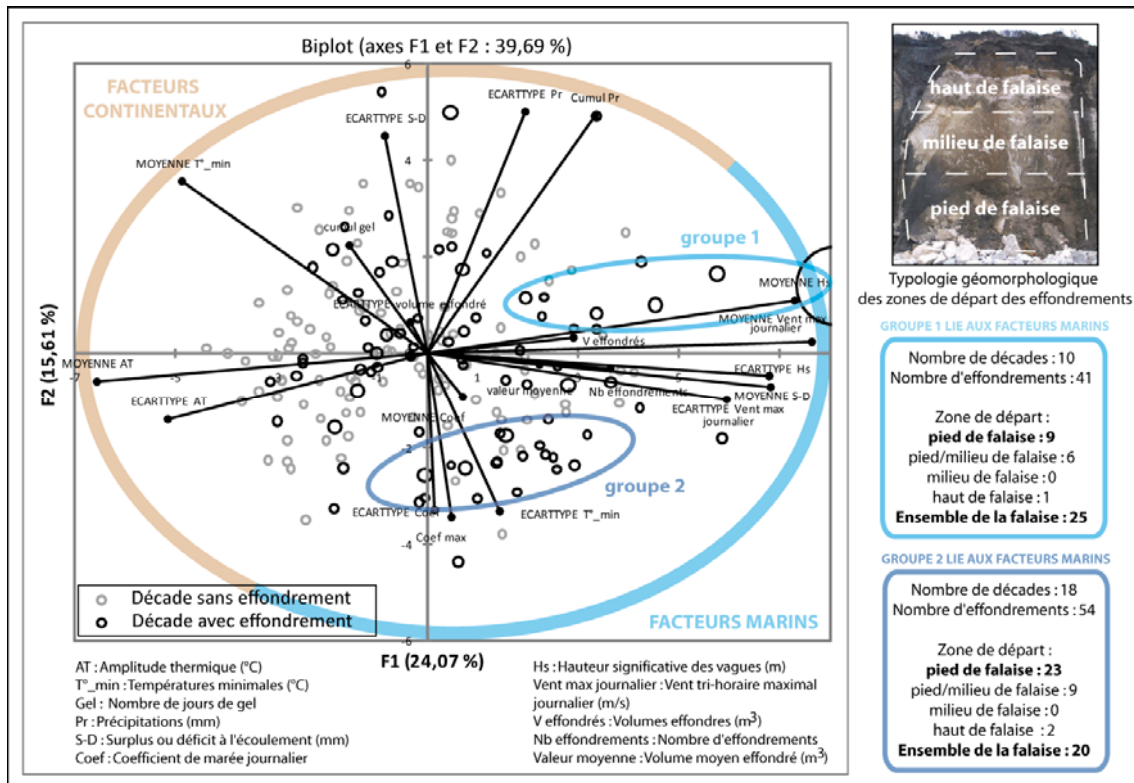 Biplot (axes F1 et F2 : 39,69 %)
FACTEURS
CONTINENTAUX
6
ECARTTYPE Pr
Cumul Pr
ECARTTYPE S-D
4
MOYENNE T°_min
cumul gel
groupe 1
2
MOYENNE Hs
ECARTTYPE volume effondré
MOYENNE Vent max
journalier
V effondrés
F2 (15,61 %)
MOYENNE AT
-7
-5
1
ECARTTYPE Hs
valeur moyenne
Nb effondrements
MOYENNE S-D
ECARTTYPE AT
MOYENNE Coef
ECARTTYPE Vent max
journalier
-2
groupe 2
ECARTTYPE Coef
ECARTTYPE T°_min
Coef max
-4
Décade sans effondrement
Décade avec effondrement
FACTEURS MARINS
-6
F1 (24,07 %)
AT : Amplitude thermique (°C)
T°_min : Températures minimales (°C)
Gel : Nombre de jours de gel
Pr : Précipitations (mm)
S-D : Surplus ou déficit à l'écoulement (mm)
Coef : Coefficient de marée journalier
Hs : Hauteur significative des vagues (m)
Vent max journalier : Vent tri-horaire maximal
journalier (m/s)
V effondrés : Volumes effondres (m³)
Nb effondrements : Nombre d'effondrements
Valeur moyenne : Volume moyen effondré (m³)
haut de falaise
milieu de falaise
pied de falaise
Typologie géomorphologique
des zones de départ des effondrements
GROUPE 1 LIE AUX FACTEURS MARINS
Nombre de décades : 10
Nombre d'effondrements : 41
Zone de départ :
pied de falaise : 9
pied/milieu de falaise : 6
milieu de falaise : 0
haut de falaise : 1
Ensemble de la falaise : 25
GROUPE 2 LIE AUX FACTEURS MARINS
Nombre de décades : 18
Nombre d'effondrements : 54
Zone de départ :
pied de falaise : 23
pied/milieu de falaise : 9
milieu de falaise : 0
haut de falaise : 2
Ensemble de la falaise : 20